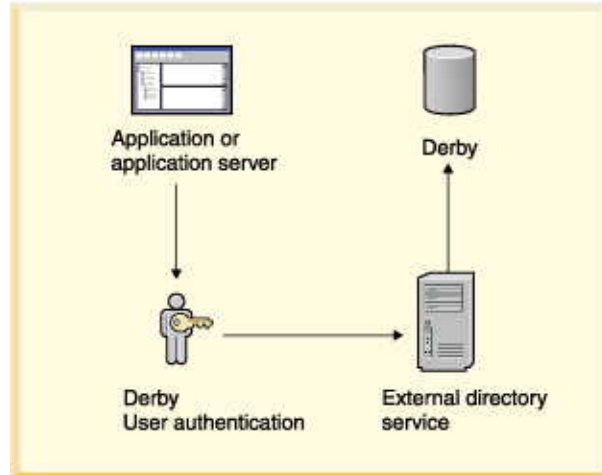 Application or
application server
Derby
Derby
User authentication
External directory
service